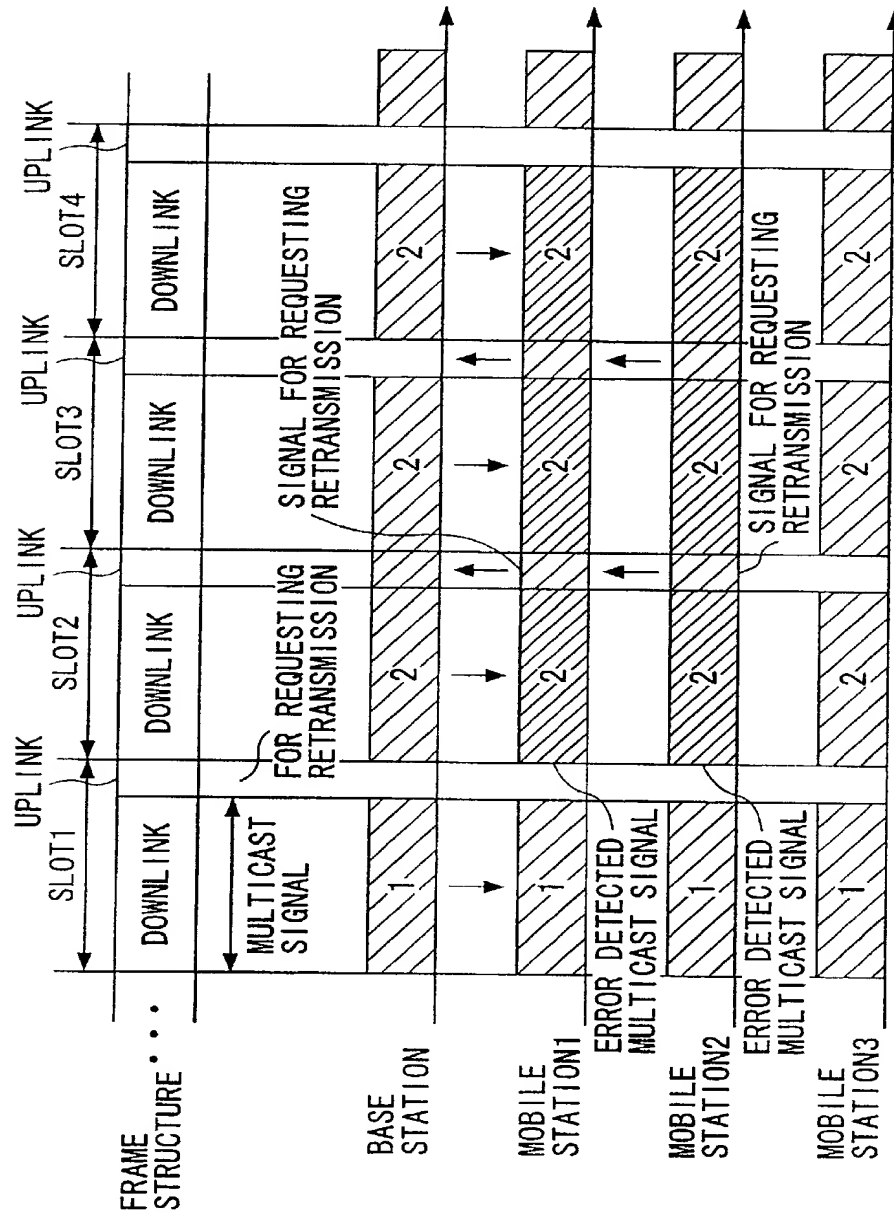 UPLINK
UPLINK
UPLINK
UPLINK
SLOT1
SLOT2
SLOT3
SLOT4
FRAME
STRUCTURE
...
DOWNLINK
DOWNLINK
DOWNLINK
DOWNLINK
MULTICAST
SIGNAL
FOR REQUESTING
RETRANSMISSION
SIGNAL FOR REQUESTING
RETRANSMISSION
BASE
STATION
1
2
2
2
MOBILE
STATION1
1
2
2
2
ERROR DETECTED
MULTICAST SIGNAL
MOBILE
STATION2
1
2
2
2
ERROR DETECTED
MULTICAST SIGNAL
SIGNAL FOR REQUESTING
RETRANSMISSION
MOBILE
STATION3
1
2
2
2